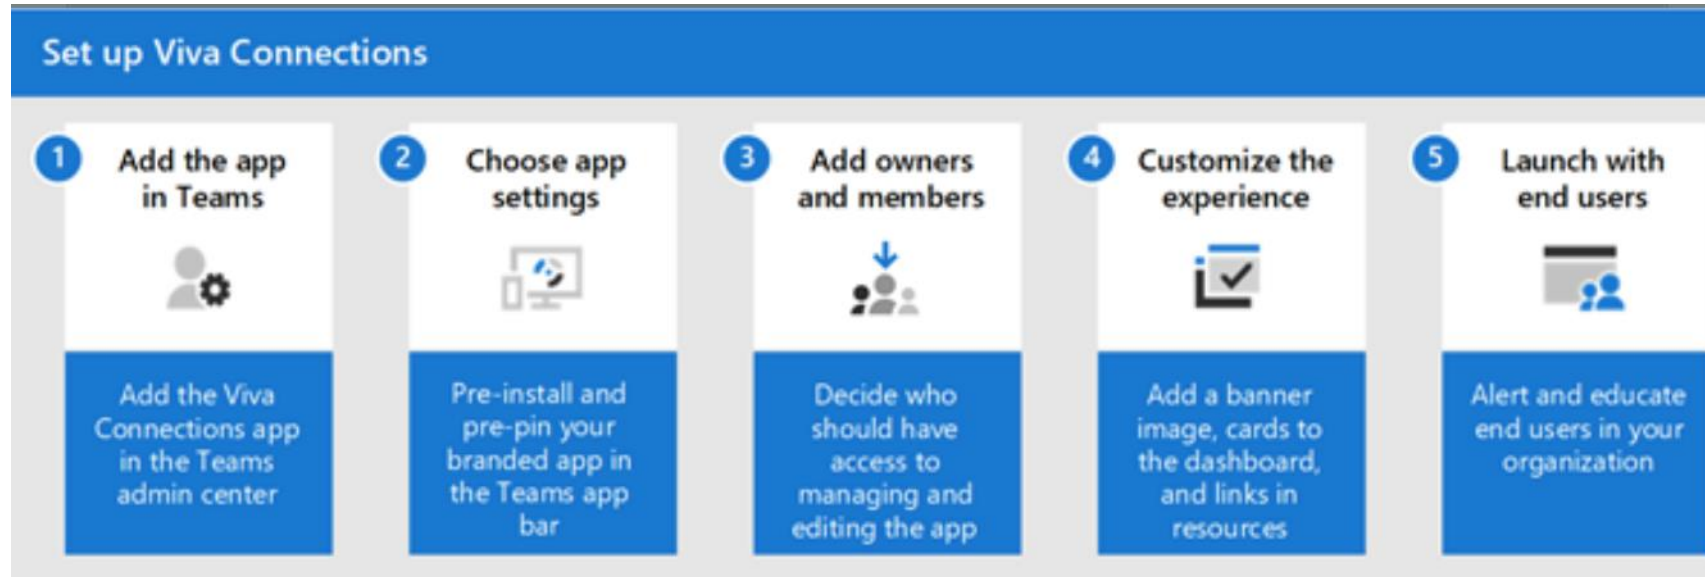 Set up Viva Connections
1
Add the app
in Teams
Add the Viva
Connections app
in the Teams
admin center
2
Choose app
settings
Pre-install and
pre-pin your
branded app in
the Teams app
bar
3
Add owners
and members
Decide who
should have
access to
managing and
editing the app
4
Customize the
experience
Add a banner
image, cards to
the dashboard,
and links in
resources
5
Launch with
end users
Alert and educate
end users in your
organization